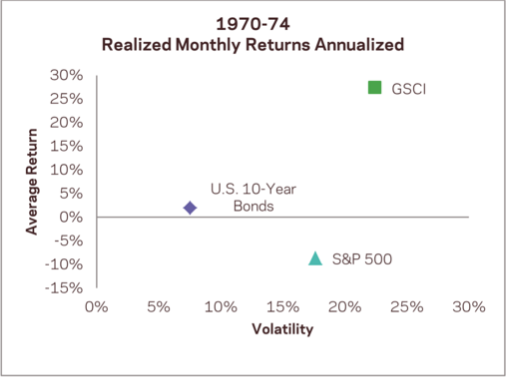 1970-74
Realized Monthly Returns Annualized
30%
25%
20%
15%
10%
5%
0%
-5%
-10%
-15%
Average Return
GSCI
U.S. 10-Year
Bonds
S&P 500
0% 5% 10% 15% 20% 25% 30%
Volatility